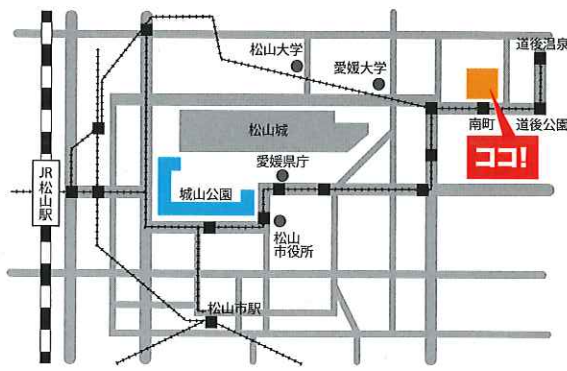 道後温泉
松山大学
愛媛大学
南町
道後公園
ココ!
松山城
愛媛県庁
城山公園
JR松山駅
松山
市役所
松山市駅